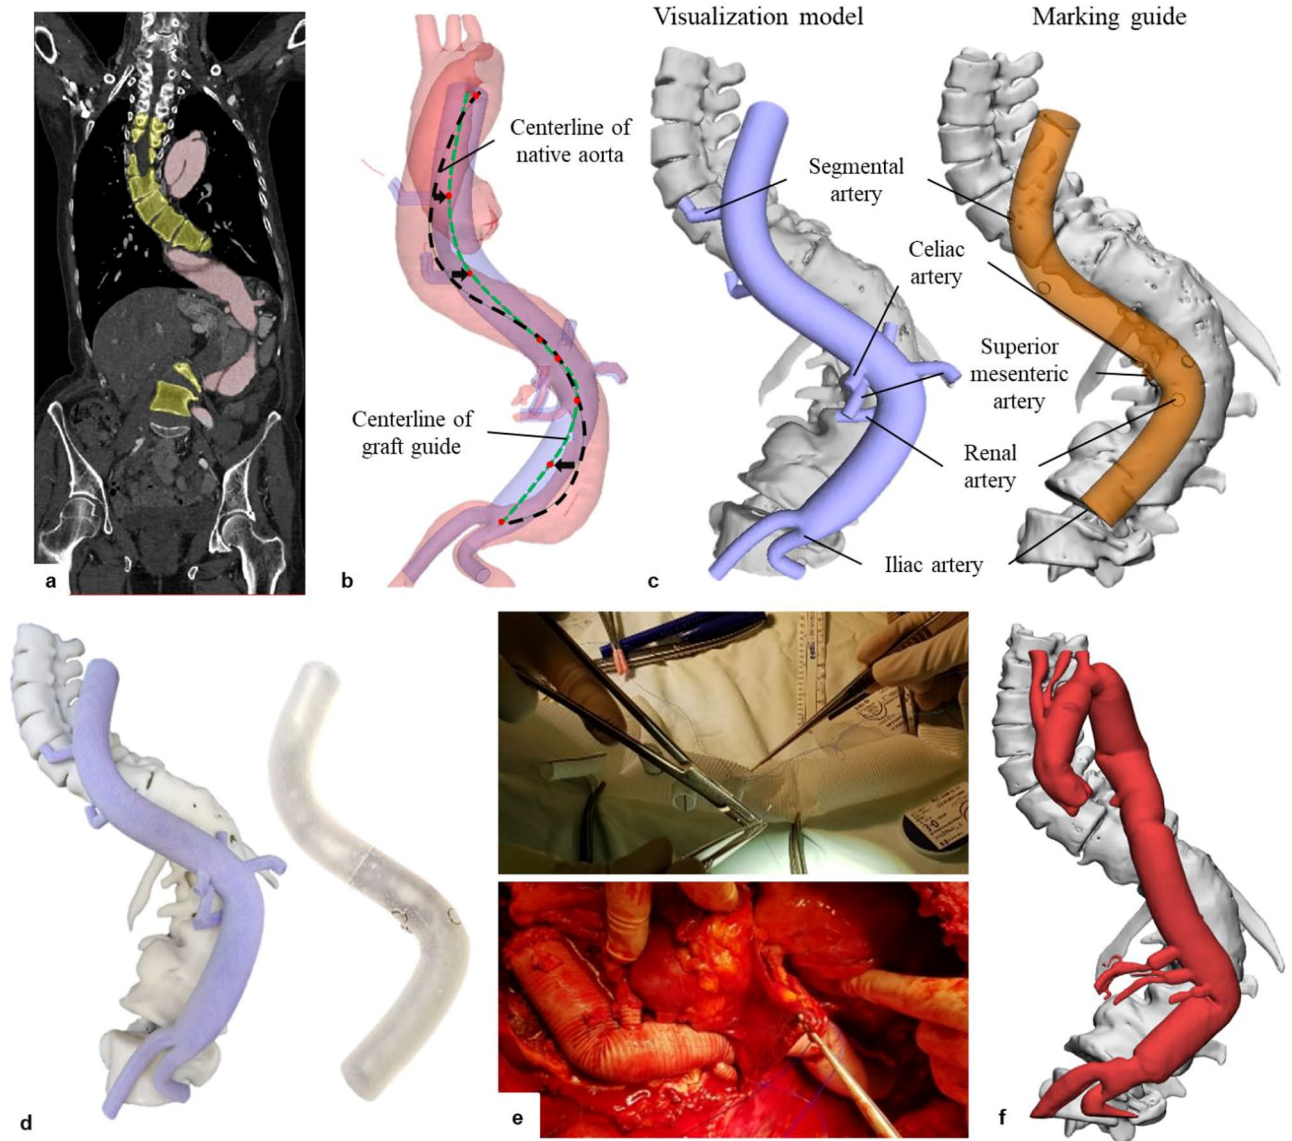 Visualization model
Marking guide
Centerline of
native aorta
Centerline of
graft guide
Segmental
artery
Celiac
artery
Superior
mesenteric
artery
Renal
artery
Iliac artery
a
b
c
d
e
f